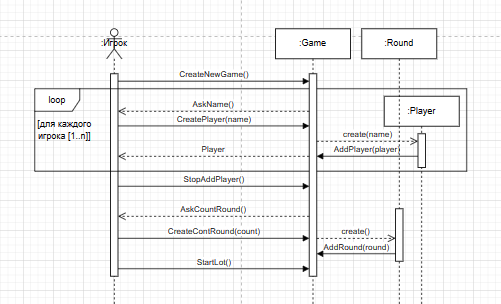 :Игрок
:Game
:Round
CreateNewGame()
loop
[для каждого
игрока [1..n]]
AskName()
:Player
CreatePlayer(name)
create(name)
Player
AddPlayer(player)
StopAddPlayer()
AskCountRound()
CreateContRound(count)
create()
AddRound(round)
StartLot()